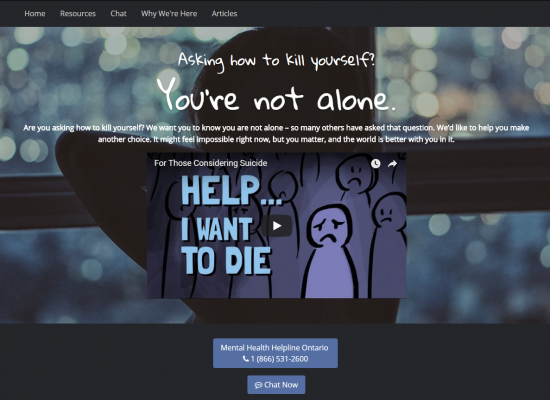 Home Resources Chat Why We're Here Articles
Asking how to kill yourself?
You're not alone.
Are you asking how to kill yourself? We want you to know you are not alone – so many others have asked that question. We'd like to help you make
another choice. It might feel impossible right now, but you matter, and the world is better with you in it.
For Those Considering Suicide
HELP...
I WANT
TO DIE
Mental Health Helpline Ontario
1 (866) 531-2600
Chat Now